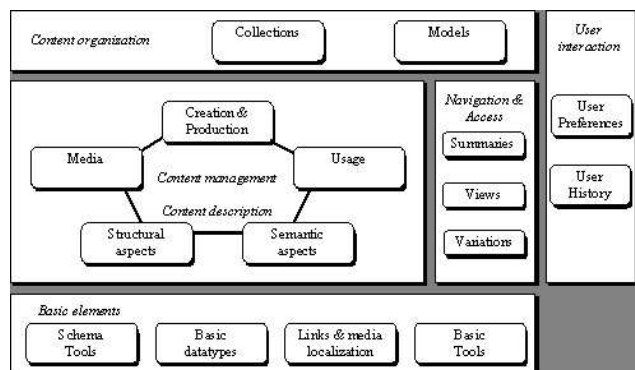 Content organization
Collections
Models
User
interaction
Creation &
Production
Media
Usage
Content management
Content description
Structural
aspects
Semantic
aspects
Navigation &
Access
Summaries
Views
Variations
User
Preferences
User
History
Basic elements
Schema
Tools
Basic
datatypes
Links & media
localization
Basic
Tools